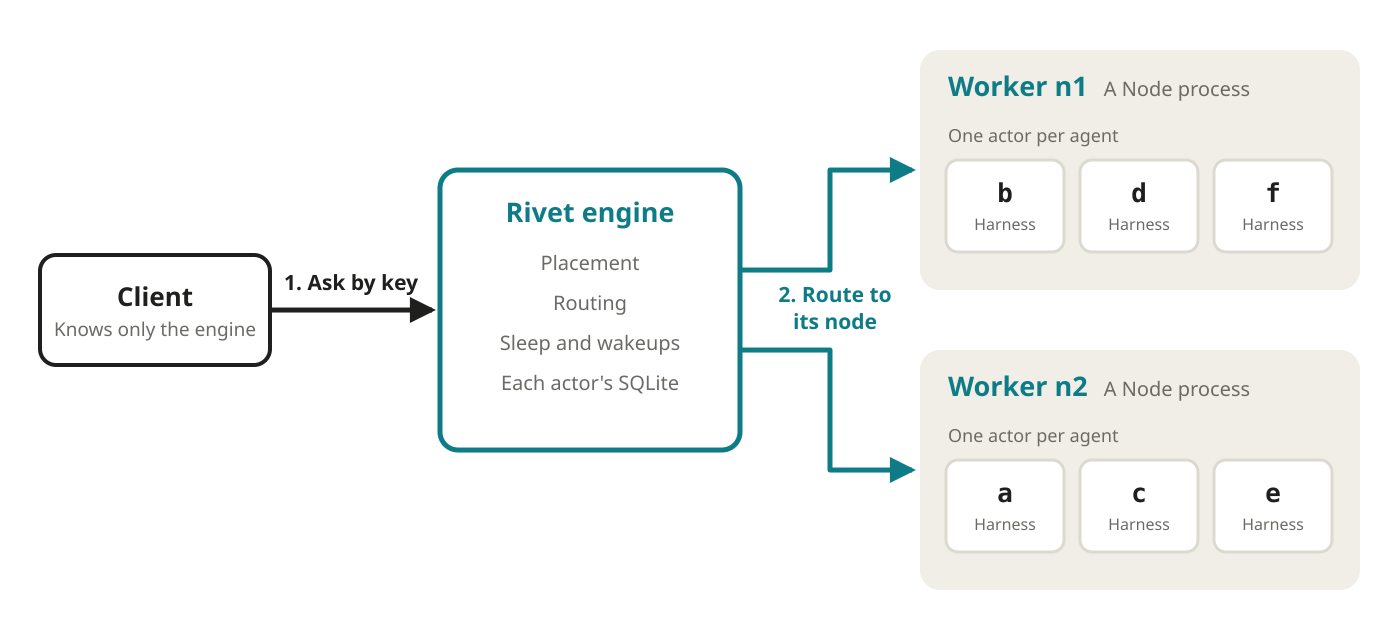 Client
Knows only the engine
1. Ask by key
Rivet engine
Placement
Routing
Sleep and wakeups
Each actor's SQLite
2. Route to
its node
Worker n1 A Node process
One actor per agent
b d f
Harness Harness Harness
Worker n2 A Node process
One actor per agent
a c e
Harness Harness Harness